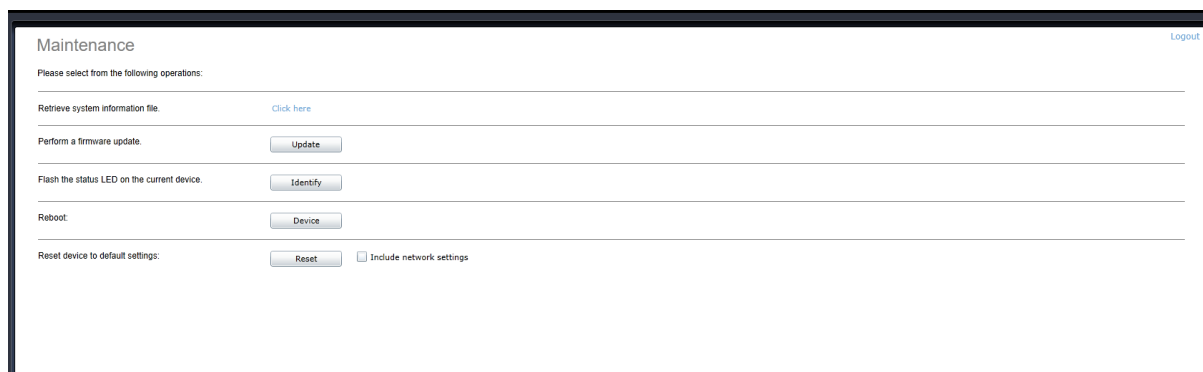 Logout
Maintenance
Please select from the following operations:
Retrieve system information file. Click here
Perform a firmware update. Update
Flash the status LED on the current device. Identify
Reboot: Device
Reset device to default settings: Reset Include network settings